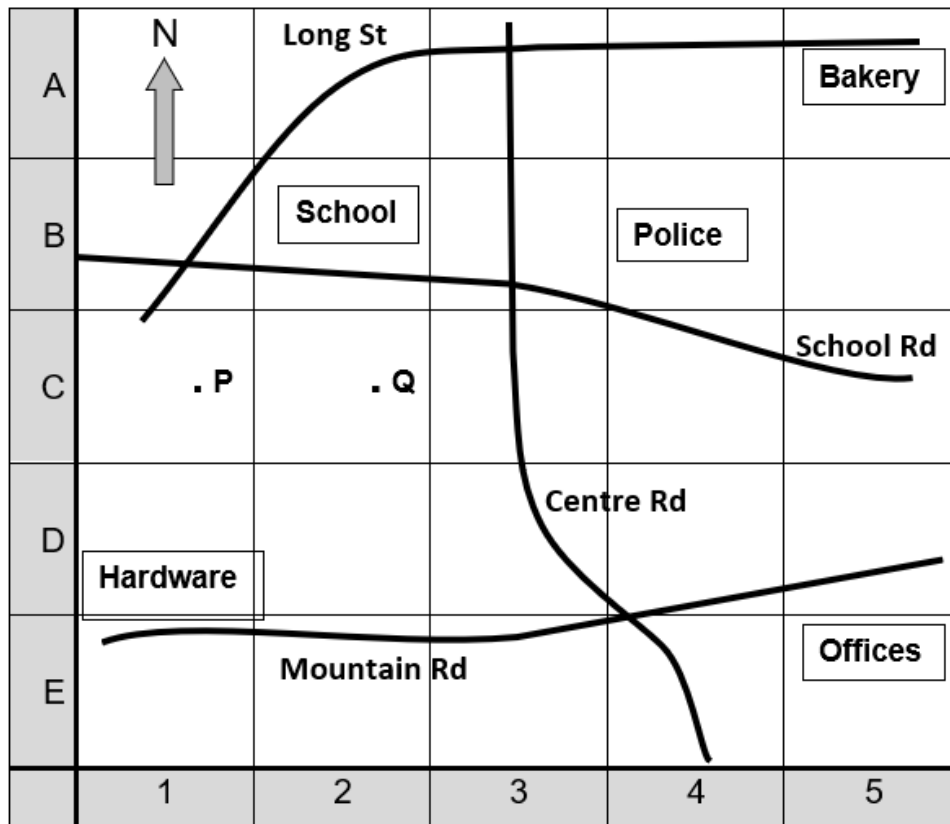 N
Long St
A
Bakery
School
B
Police
School Rd
C
. P
. Q
Centre Rd
D
Hardware
Offices
Mountain Rd
E
1 2 3 4 5